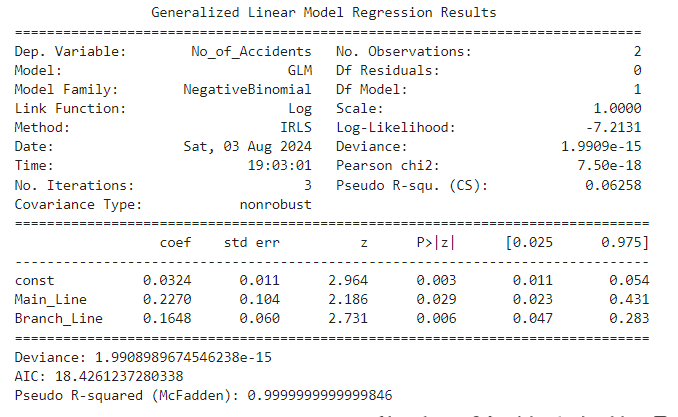 Generalized Linear Model Regression Results
==============================================================================
Dep. Variable: No_of_Accidents No. Observations: 2
Model: GLM Df Residuals: 0
Model Family: NegativeBinomial Df Model: 1
Link Function: Log Scale: 1.0000
Method: IRLS Log-Likelihood: -7.2131
Date: Sat, 03 Aug 2024 Deviance: 1.9909e-15
Time: 19:03:01 Pearson chi2: 7.50e-18
No. Iterations: 3 Pseudo R-squ. (CS): 0.06258
Covariance Type: nonrobust
===============================================================================
coef std err z P>|z| [0.025 0.975]
-------------------------------------------------------------------------------
const 0.0324 0.011 2.964 0.003 0.011 0.054
Main_Line 0.2270 0.104 2.186 0.029 0.023 0.431
Branch_Line 0.1648 0.060 2.731 0.006 0.047 0.283
===============================================================================
Deviance: 1.9908989674546238e-15
AIC: 18.4261237280338
Pseudo R-squared (McFadden): 0.9999999999999846